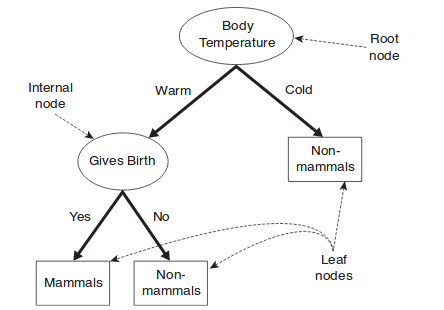 Body
Temperature
Root
node
Internal
node
Warm
Cold
Gives Birth
Non-
mammals
Yes
No
Mammals
Non-
mammals
Leaf
nodes